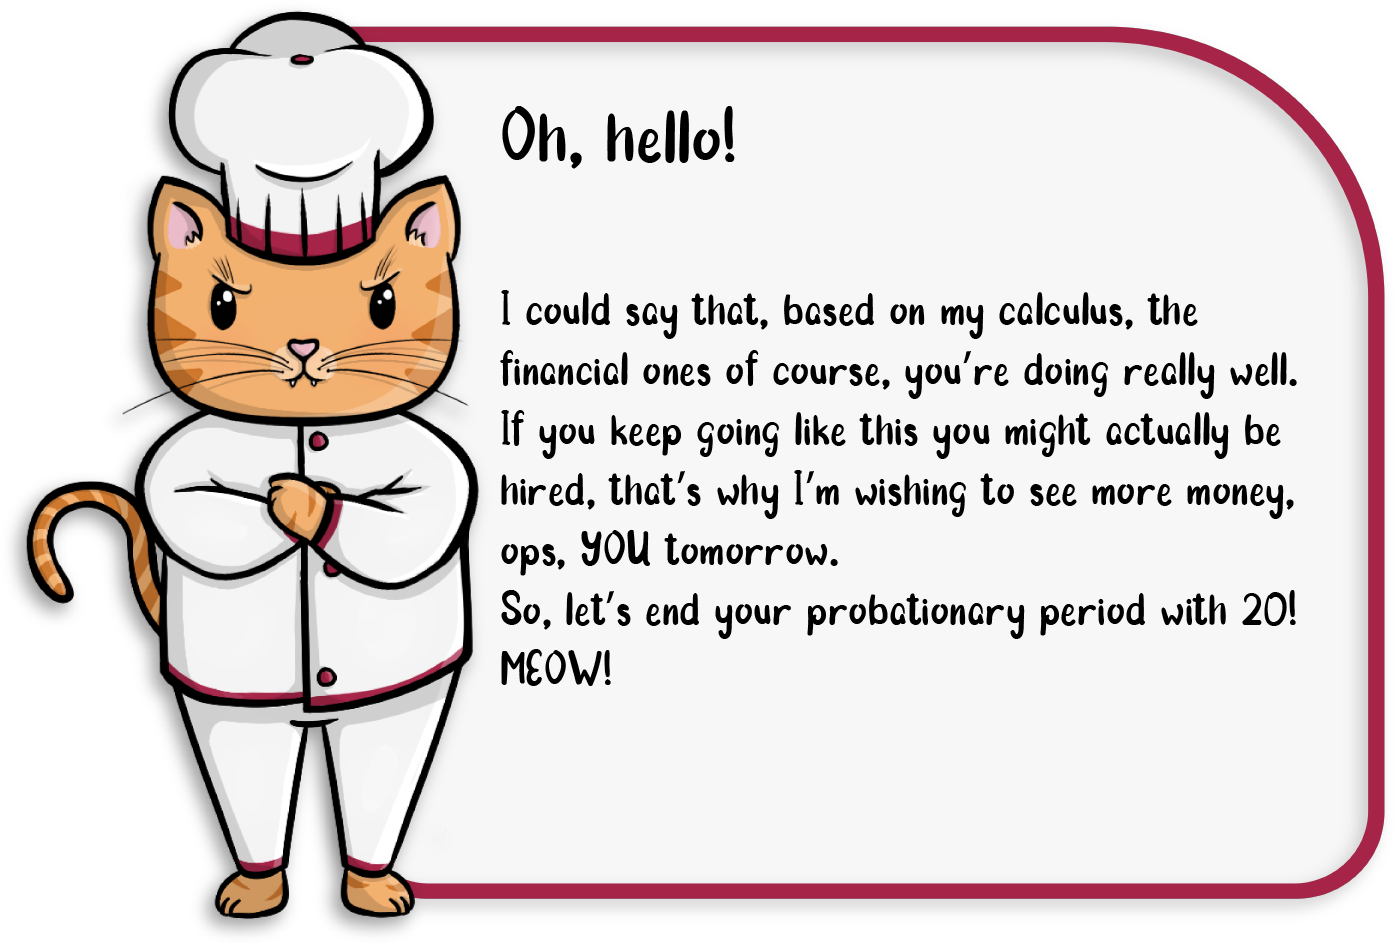 Oh, hello!
I could say that, based on my calculus, the
financial ones of course, you're doing really well.
If you keep going like this you might actually be
hired, that's why I'm wishing to see more money,
ops, YOU tomorrow.
So, let's end your probationary period with 20!
MEOW!